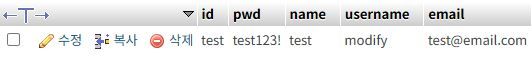 id pwd name username email
수정 복사 삭제 test test123! test modify test@email.com